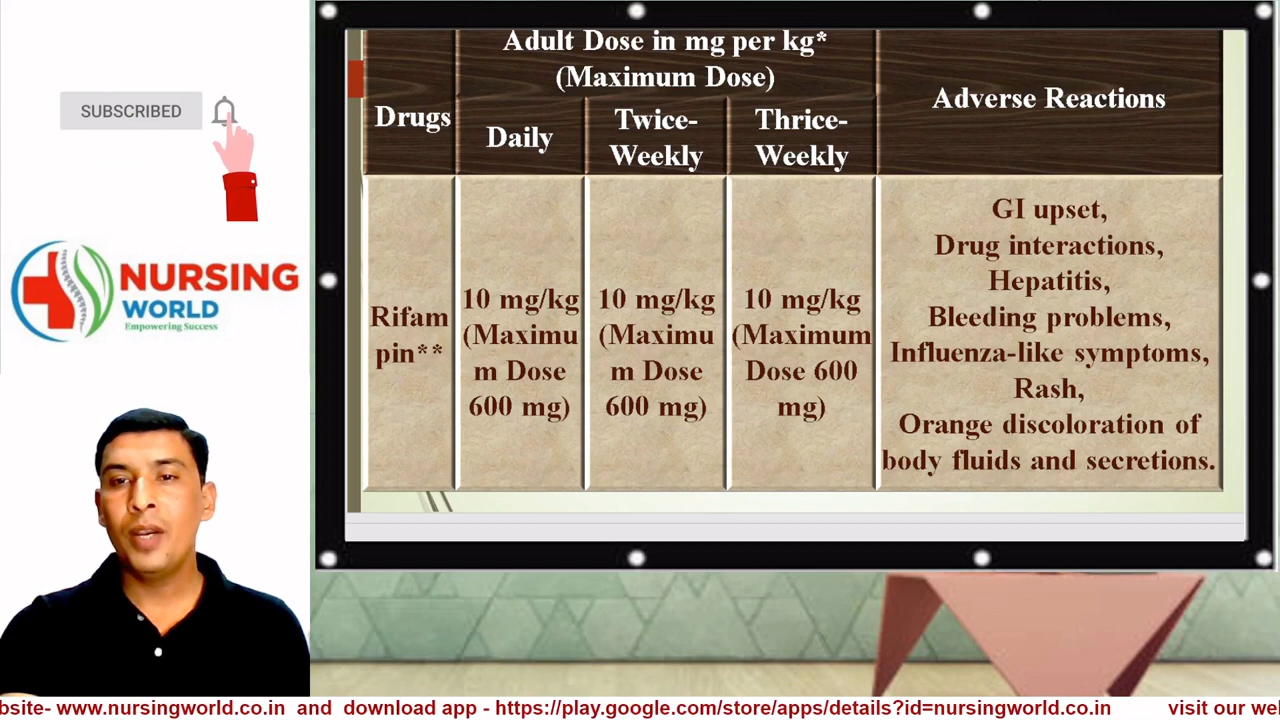 SUBSCRIBED
NURSING
WORLD
Empowering Success
Drugs
Adult Dose in mg per kg*
(Maximum Dose)
Daily
Twice-
Weekly
Thrice-
Weekly
Adverse Reactions
Rifam
pin**
10 mg/kg
(Maximu
m Dose
600 mg)
10 mg/kg
(Maximu
m Dose
600 mg)
10 mg/kg
(Maximum
Dose 600
mg)
GI upset,
Drug interactions,
Hepatitis,
Bleeding problems,
Influenza-like symptoms,
Rash,
Orange discoloration of
body fluids and secretions.
bsite- www.nursingworld.co.in and download app - https://play.google.com/store/apps/details?id=nursingworld.co.in visit our we